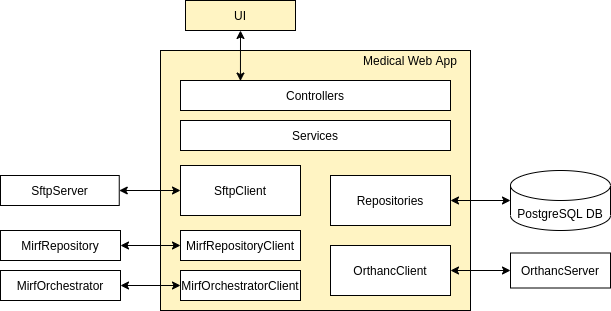 UI
Medical Web App
Controllers
Services
SftpServer
SftpClient
Repositories
PostgreSQL DB
MirfRepository
MirfRepositoryClient
OrthancClient
OrthancServer
MirfOrchestrator
MirfOrchestratorClient